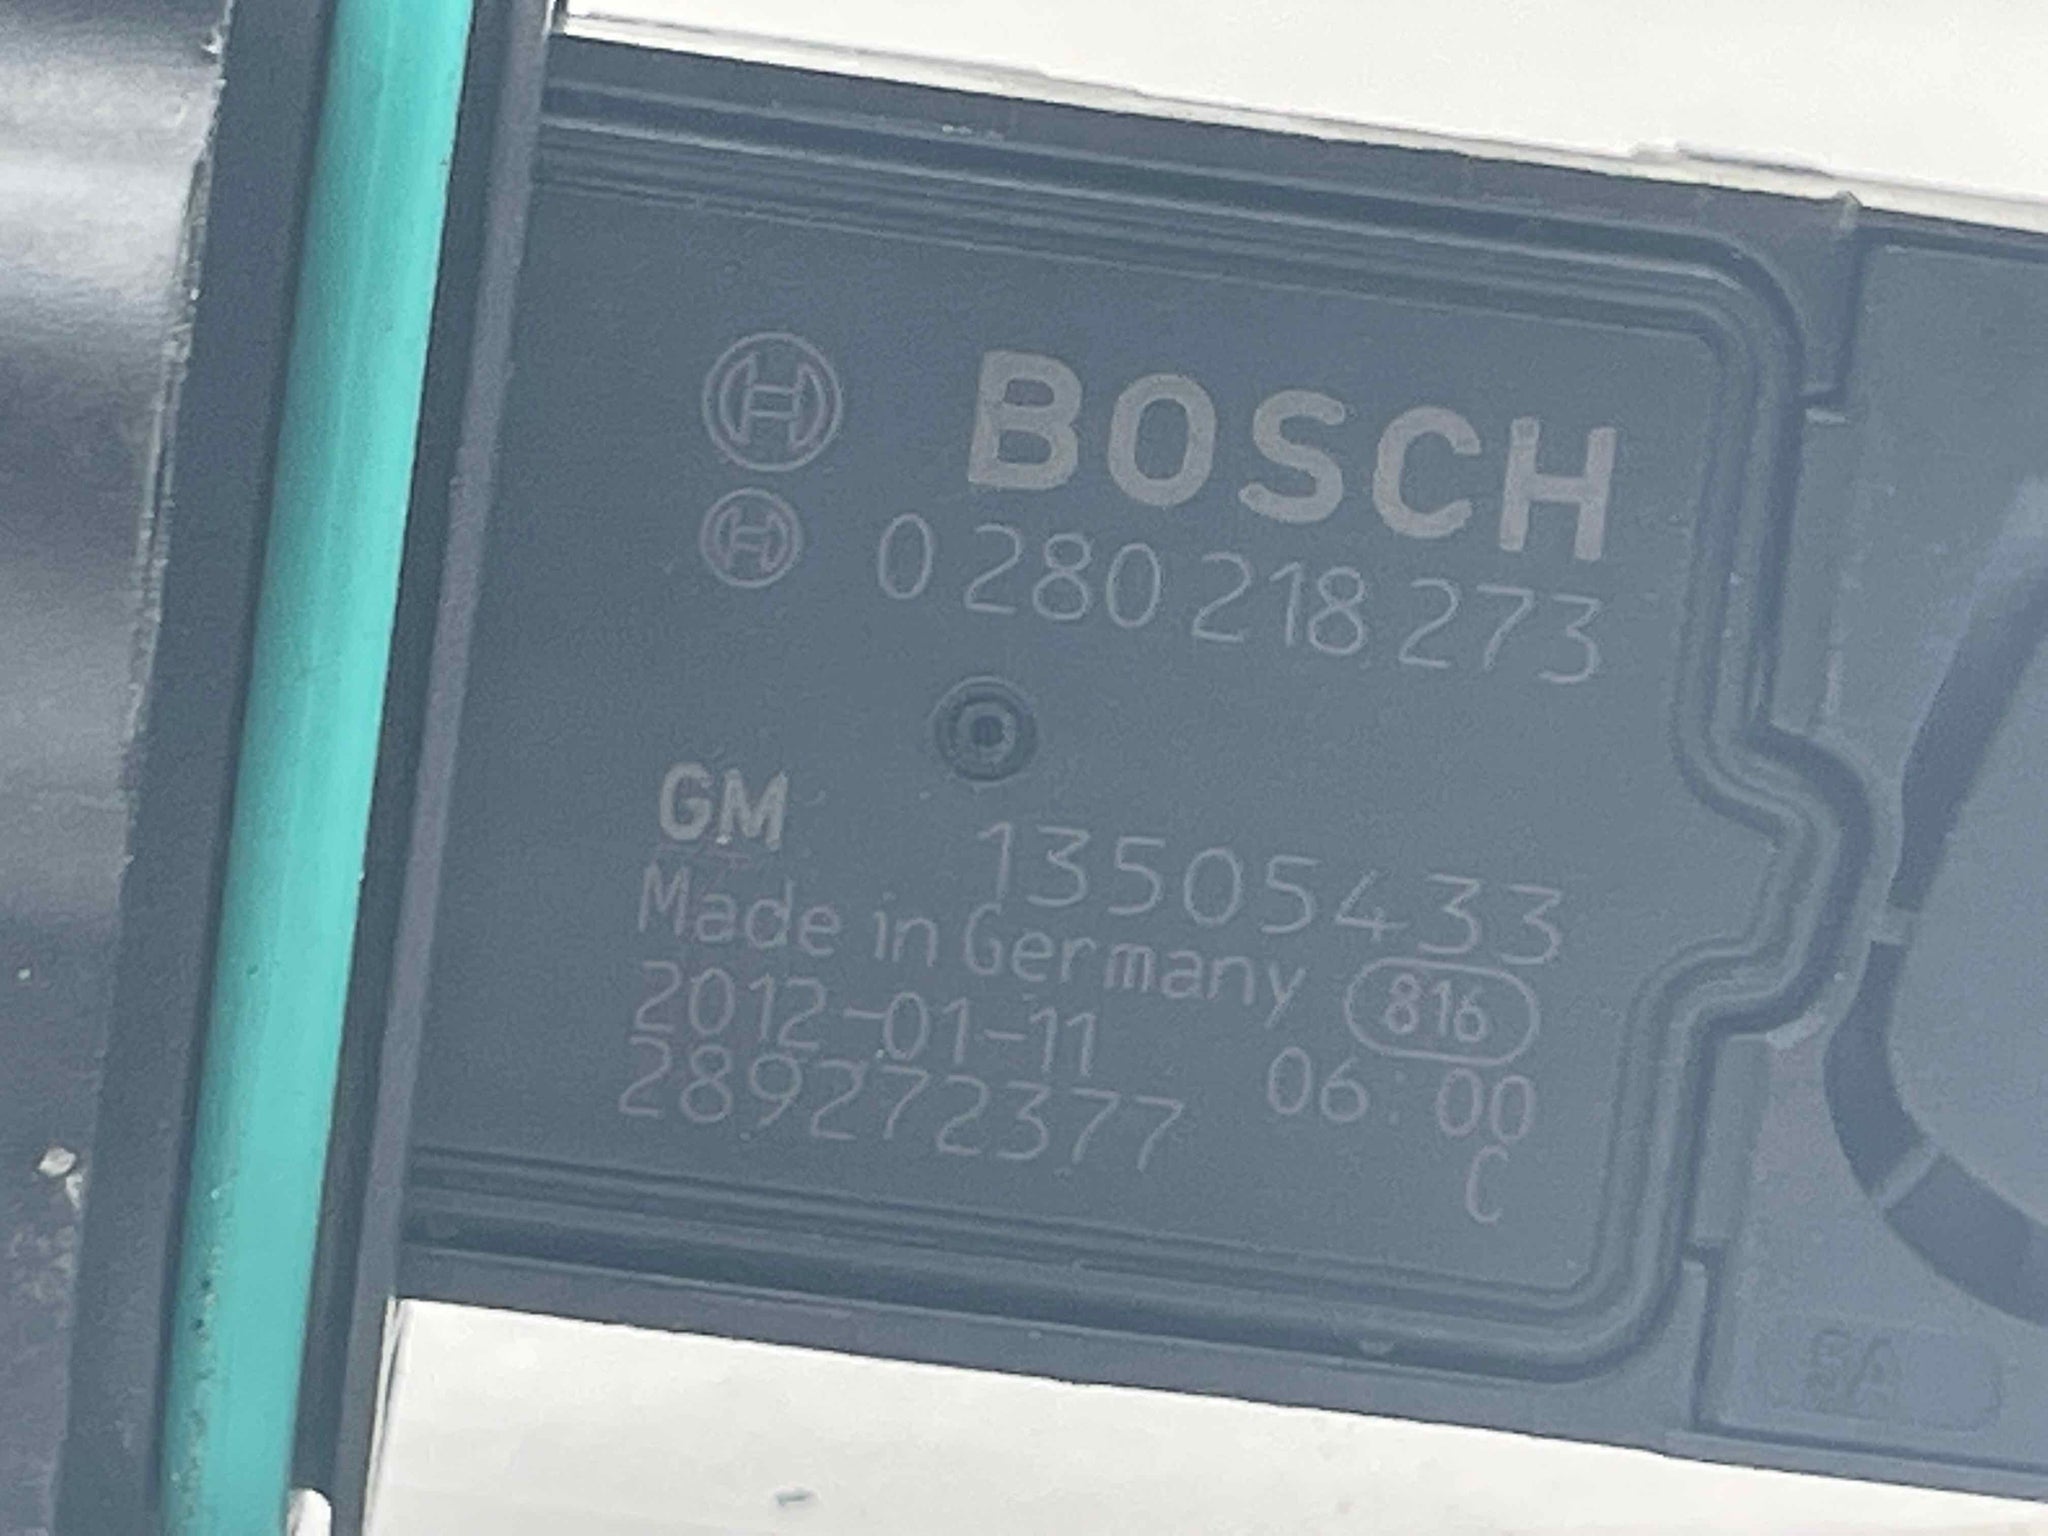 BOSCH
0 280 218 273
GM 13505433
Made in Germany 816
2012-01-11 06:00
289272377 C